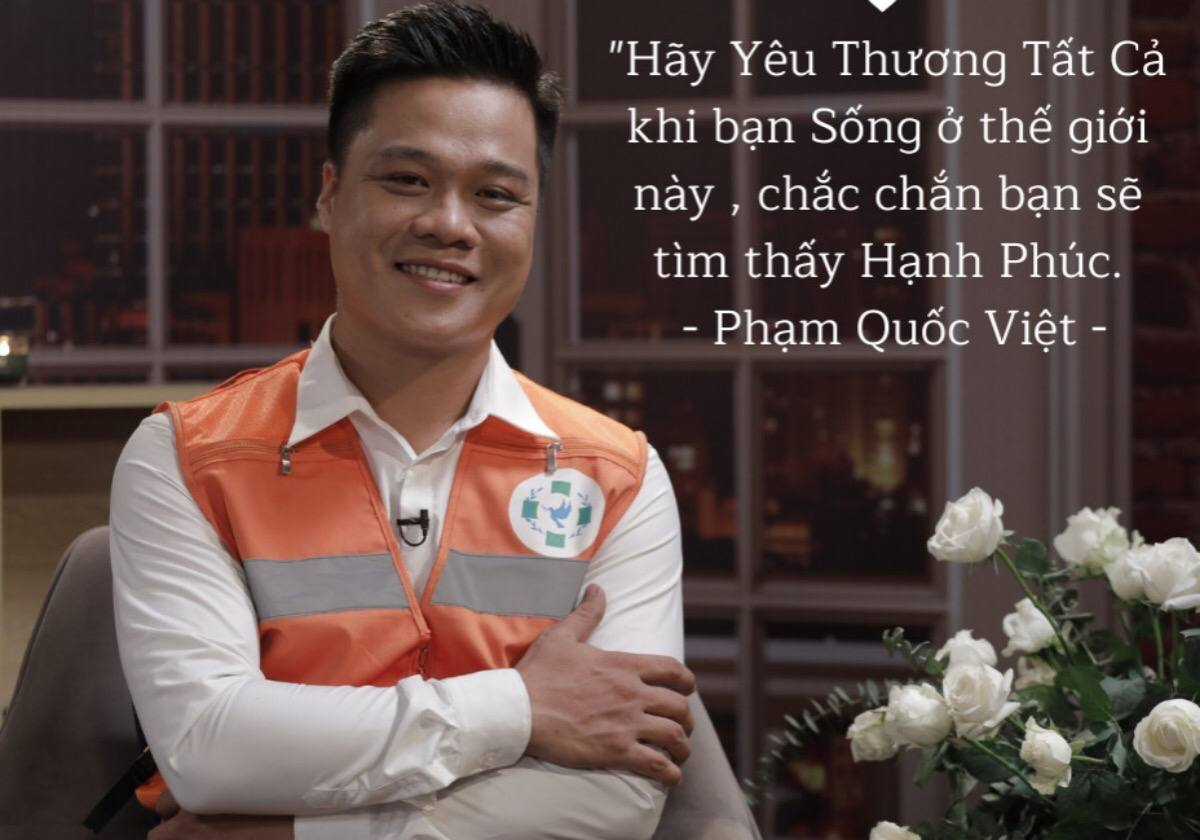 "Hãy Yêu Thương Tất Cả
khi bạn Sống ở thế giới
này , chắc chắn bạn sẽ
tìm thấy Hạnh Phúc.
- Phạm Quốc Việt -